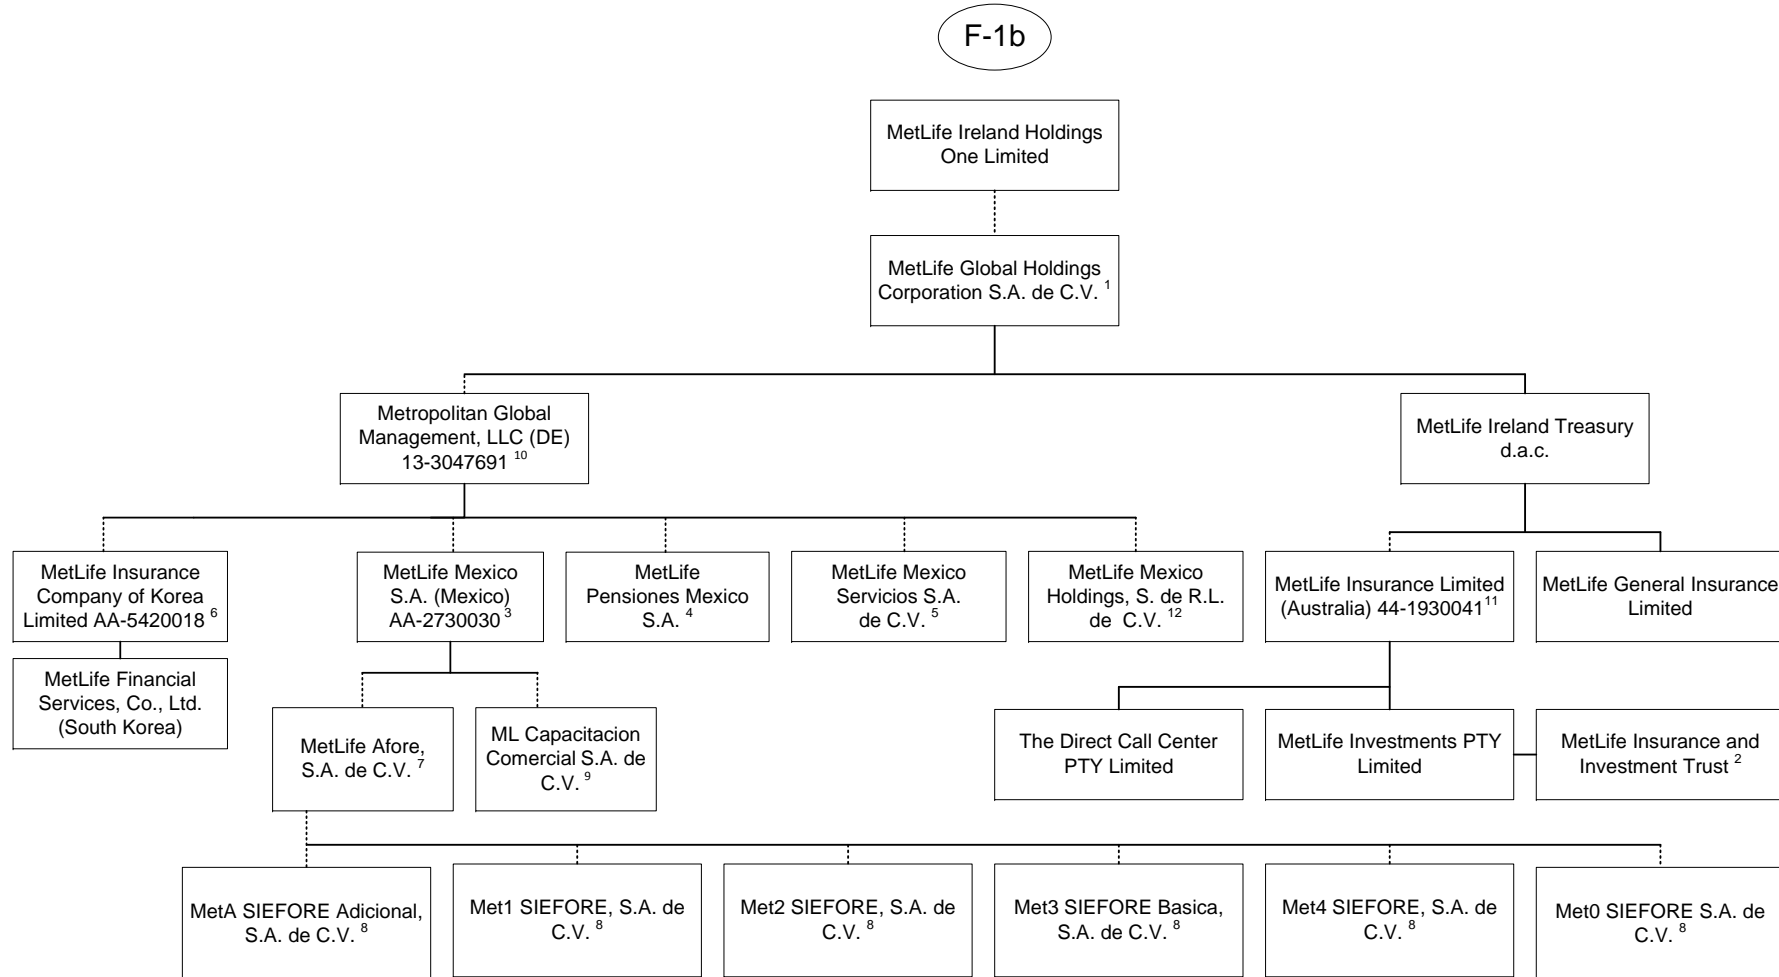 F-1b
MetLife Ireland Holdings
One Limited
MetLife Global Holdings
Corporation S.A. de C.V. 1
Metropolitan Global
Management, LLC (DE)
13-3047691 10
MetLife Ireland Treasury
d.a.c.
MetLife Insurance
Company of Korea
Limited AA-5420018 6
MetLife Mexico
S.A. (Mexico)
AA-2730030 3
MetLife
Pensiones Mexico
S.A. 4
MetLife Mexico
Servicios S.A.
de C.V. 5
MetLife Mexico
Holdings, S. de R.L.
de C.V. 12
MetLife Insurance Limited
(Australia) 44-1930041 11
MetLife General Insurance
Limited
MetLife Financial
Services, Co., Ltd.
(South Korea)
MetLife Afore,
S.A. de C.V. 7
ML Capacitacion
Comercial S.A. de
C.V. 9
The Direct Call Center
PTY Limited
MetLife Investments PTY
Limited
MetLife Insurance and
Investment Trust 2
MetA SIEFORE Adicional,
S.A. de C.V. 8
Met1 SIEFORE, S.A. de
C.V. 8
Met2 SIEFORE, S.A. de
C.V. 8
Met3 SIEFORE Basica,
S.A. de C.V. 8
Met4 SIEFORE, S.A. de
C.V. 8
Met0 SIEFORE S.A. de
C.V. 8